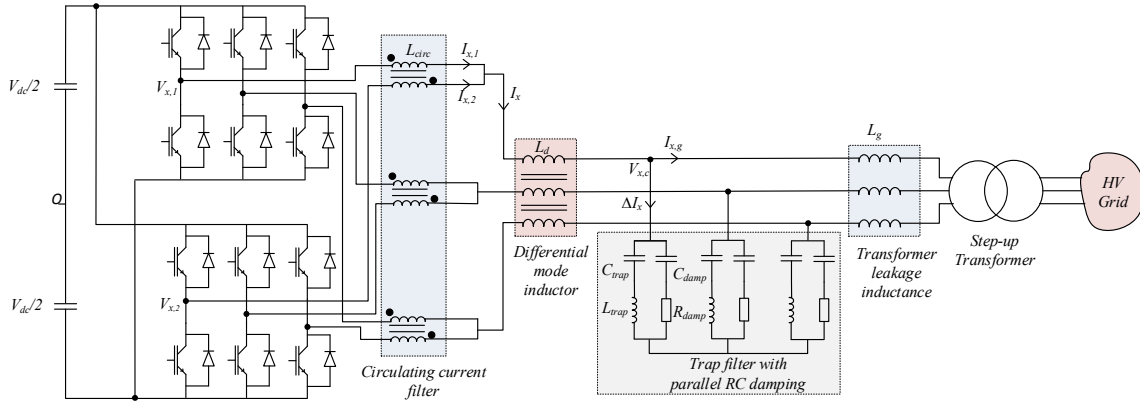 V_dc/2
V_dc/2
O
V_x,1
V_x,2
L_circ
I_x,1
I_x,2
I_x
Circulating current
filter
L_d
Differential
mode
inductor
I_x,g
V_x,c
ΔI_x
C_trap
C_damp
L_trap
R_damp
Trap filter with
parallel RC damping
L_g
Transformer
leakage
inductance
Step-up
Transformer
HV
Grid